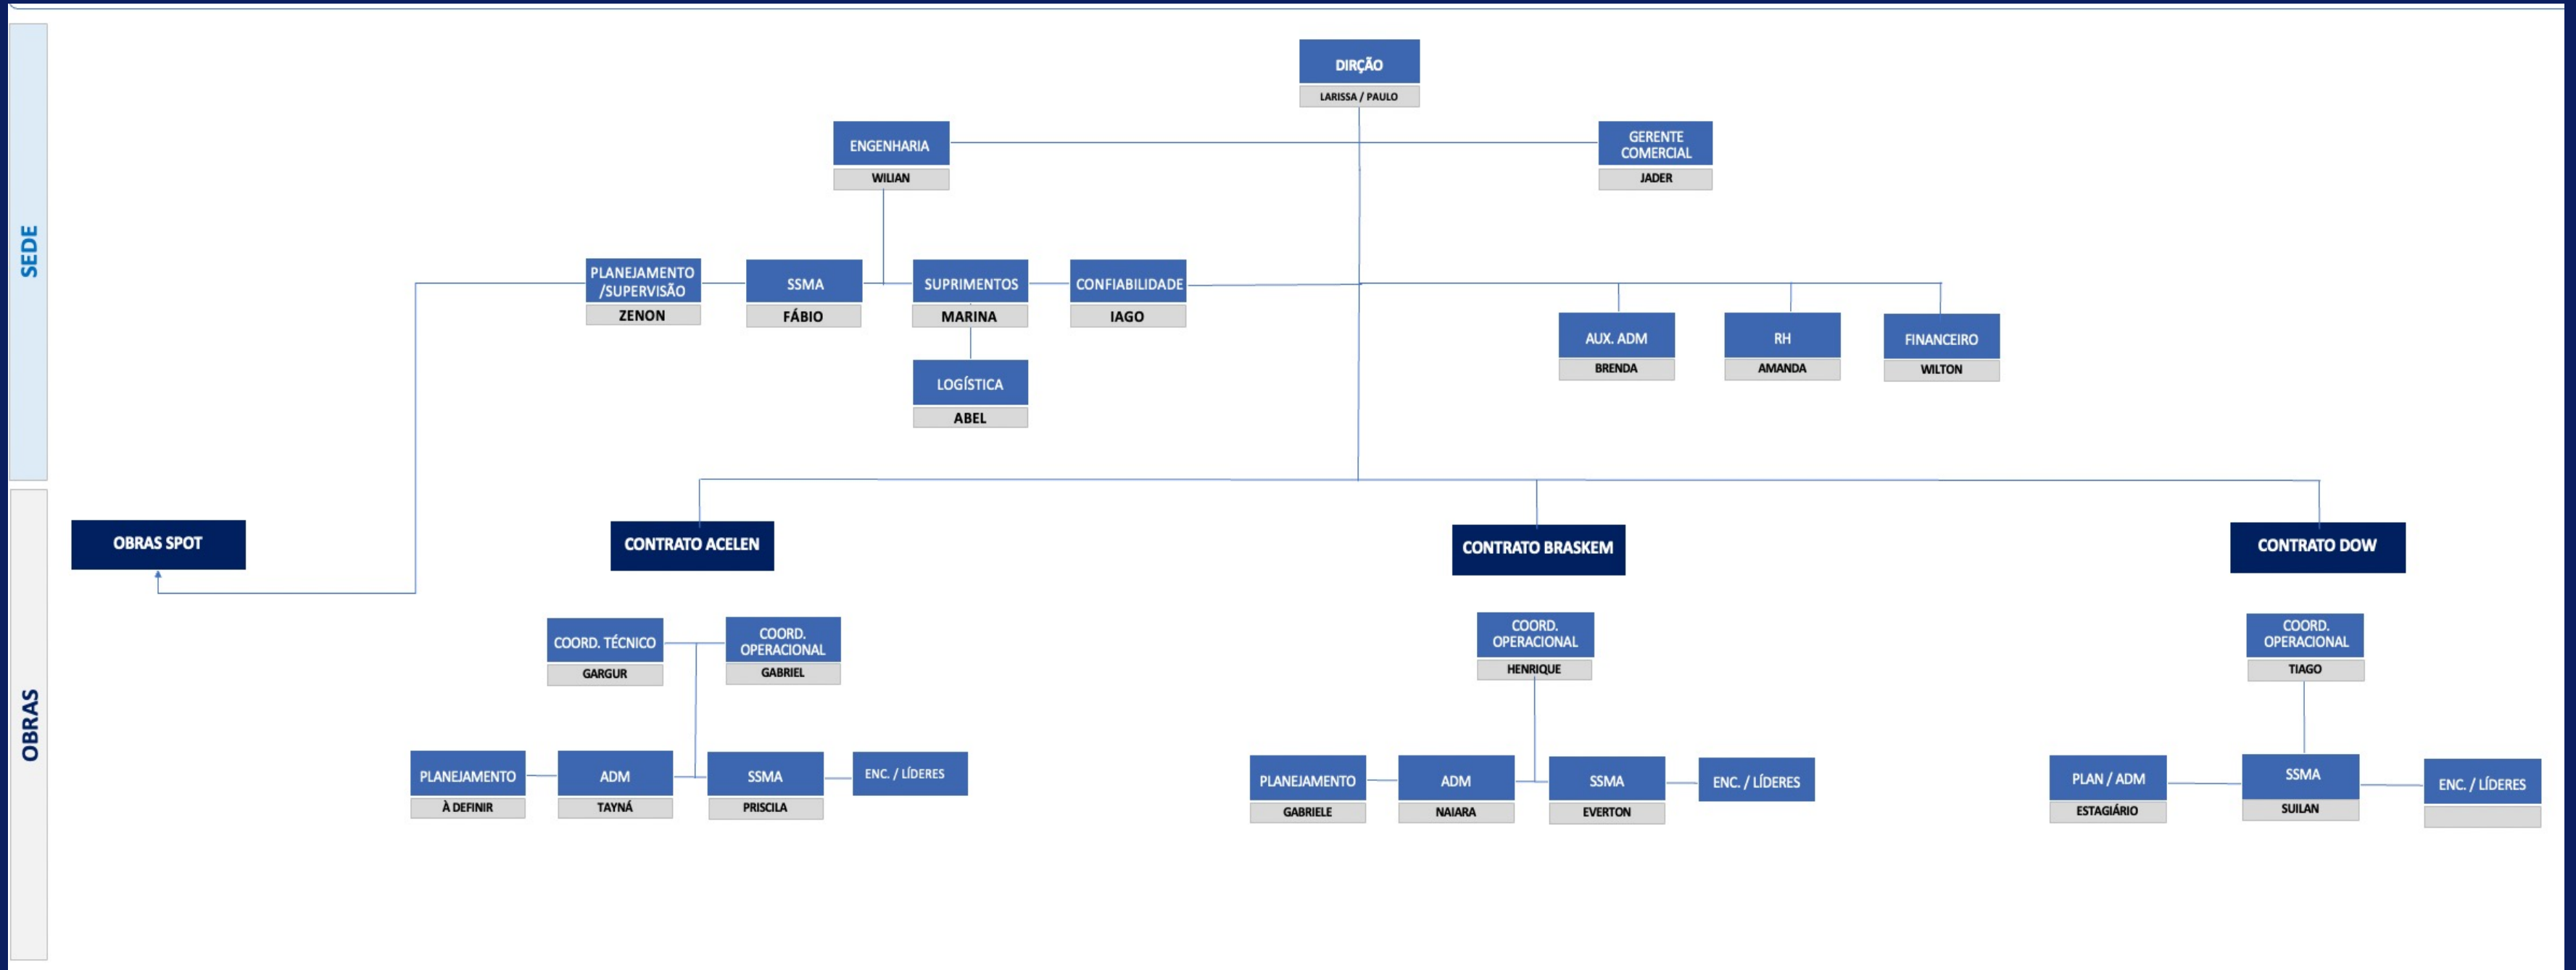 SEDE
DIRÇÃO
LARISSA / PAULO
ENGENHARIA
WILIAN
GERENTE
COMERCIAL
JADER
PLANEJAMENTO
/SUPERVISÃO
ZENON
SSMA
FÁBIO
SUPRIMENTOS
MARINA
CONFIABILIDADE
IAGO
LOGÍSTICA
ABEL
AUX. ADM
BRENDA
RH
AMANDA
FINANCEIRO
WILTON
OBRAS
OBRAS SPOT
CONTRATO ACELEN
COORD. TÉCNICO
GARGUR
COORD.
OPERACIONAL
GABRIEL
PLANEJAMENTO
À DEFINIR
ADM
TAYNÁ
SSMA
PRISCILA
ENC. / LÍDERES
CONTRATO BRASKEM
COORD.
OPERACIONAL
HENRIQUE
PLANEJAMENTO
GABRIELE
ADM
NAIARA
SSMA
EVERTON
ENC. / LÍDERES
CONTRATO DOW
COORD.
OPERACIONAL
TIAGO
PLAN / ADM
ESTAGIÁRIO
SSMA
SUILAN
ENC. / LÍDERES